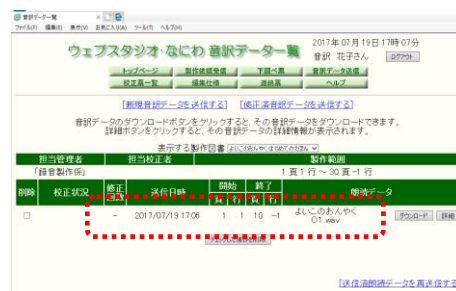 音訳データ一覧
ファイル(F) 編集(E) 表示(V) お気に入り(A) ツール(T) ヘルプ(H)
ウェブスタジオ・なにわ 音訳データ一覧
2017年07月19日17時07分
音訳 花子さん ログアウト
トップページ 製作依頼受信 下調べ票 音訳データ送信
校正票一覧 編集仕様 連絡票 ヘルプ
[新規音訳データを送信する] [修正済音訳データを送信する]
音訳データのダウンロードボタンをクリックすると、その音訳データをダウンロードできます。
詳細ボタンをクリックすると、その音訳データの詳細情報が表示されます。
表示する製作図書
担当管理者 担当校正者 製作範囲
「録音製作係」 1 頁 1 行 ~ 30 頁 -1 行
削除 校正状況 修正回数 送信日時 開始 終了 朗読データ
頁 行 頁 行
- 2017/07/19 17:06 1 1 10 -1 よいこのおんやく
01.wav ダウンロード 詳細
[送信済朗読データを再送信する